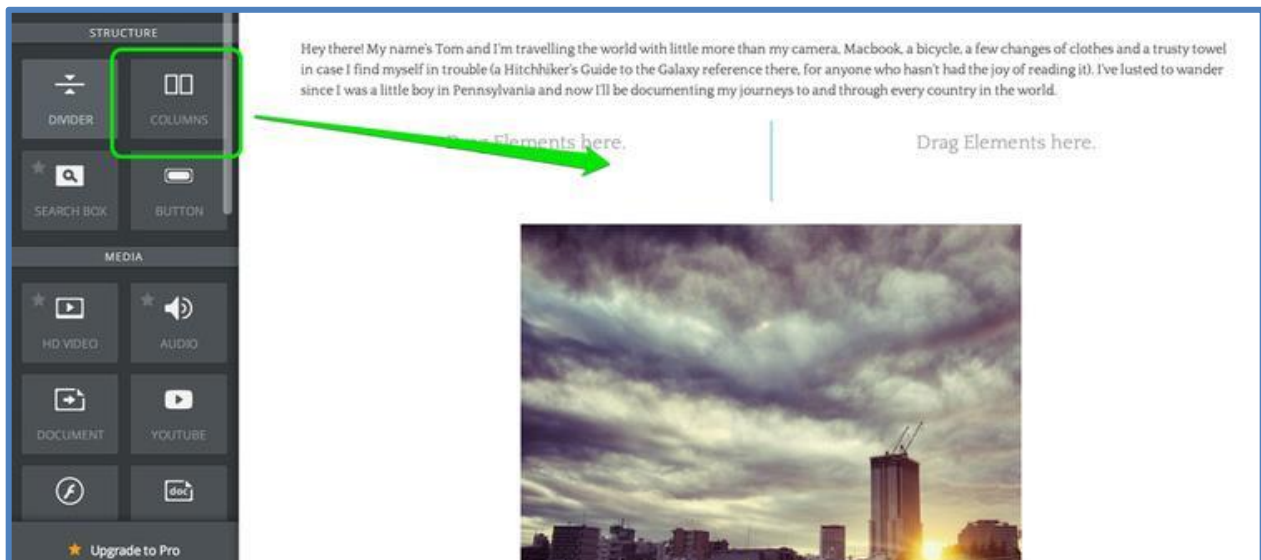 STRUCTURE
DIVIDER
COLUMNS
SEARCH BOX
BUTTON
MEDIA
HD VIDEO
AUDIO
DOCUMENT
YOUTUBE
doc
Upgrade to Pro
Hey there! My name's Tom and I'm travelling the world with little more than my camera, Macbook, a bicycle, a few changes of clothes and a trusty towel
in case I find myself in trouble (a Hitchhiker's Guide to the Galaxy reference there, for anyone who hasn't had the joy of reading it). I've lusted to wander
since I was a little boy in Pennsylvania and now I'll be documenting my journeys to and through every country in the world.
Drag Elements here.
Drag Elements here.